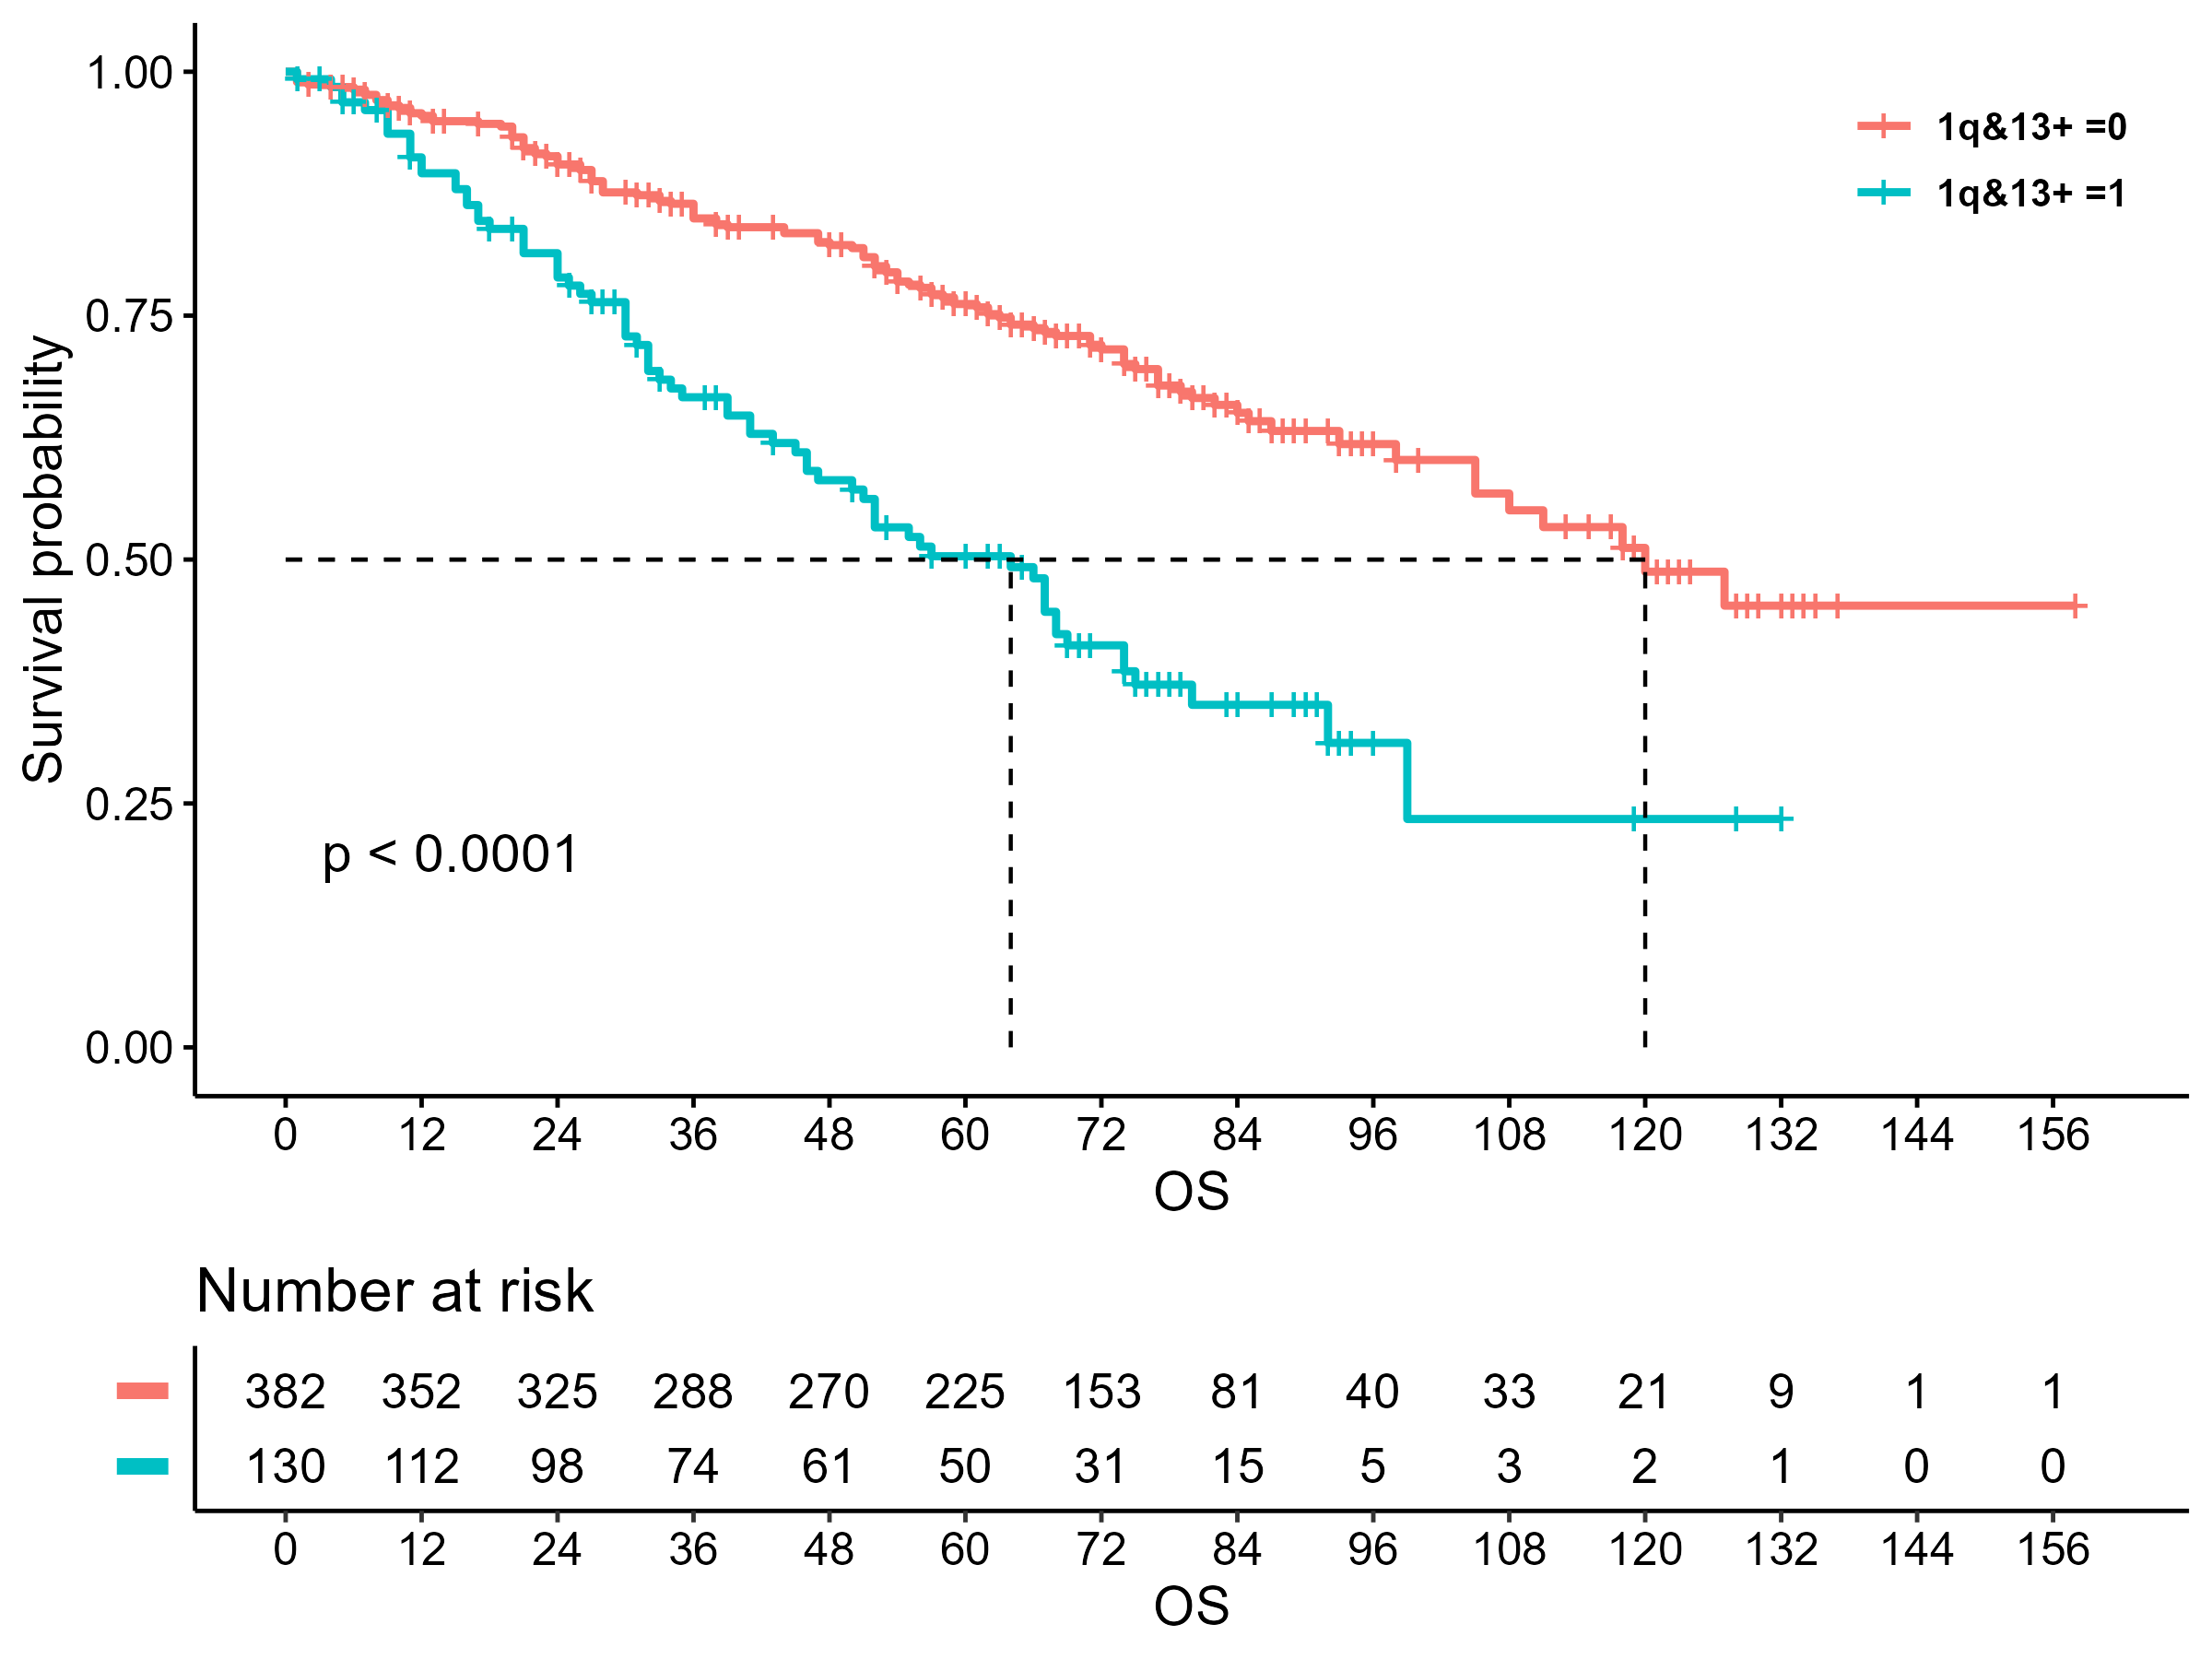 1.00
0.75
0.50
0.25
0.00
Survival probability
1q&13+ =0
1q&13+ =1
p < 0.0001
0 12 24 36 48 60 72 84 96 108 120 132 144 156
OS
Number at risk
382 352 325 288 270 225 153 81 40 33 21 9 1 1
130 112 98 74 61 50 31 15 5 3 2 1 0 0
0 12 24 36 48 60 72 84 96 108 120 132 144 156
OS